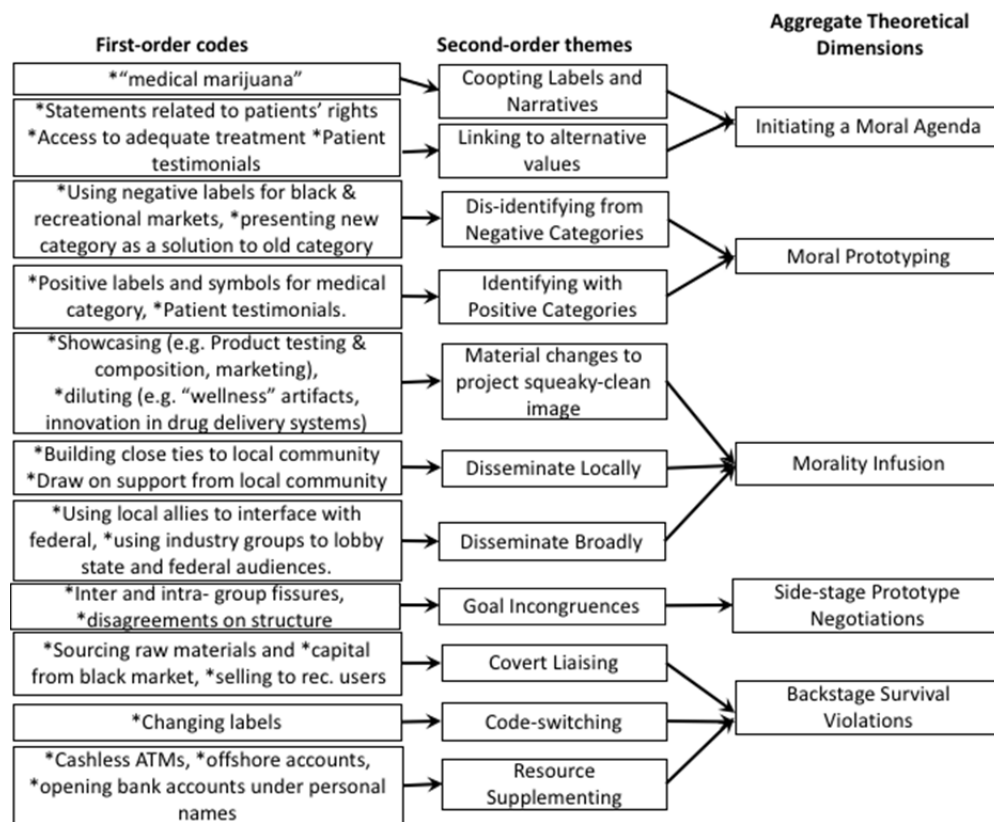 First-order codes
Second-order themes
Aggregate Theoretical
Dimensions
*“medical marijuana”
Coopting Labels and
Narratives
*Statements related to patients’ rights
*Access to adequate treatment *Patient
testimonials
Linking to alternative
values
Initiating a Moral Agenda
*Using negative labels for black &
recreational markets, *presenting new
category as a solution to old category
Dis-identifying from
Negative Categories
*Positive labels and symbols for medical
category, *Patient testimonials.
Identifying with
Positive Categories
Moral Prototyping
*Showcasing (e.g. Product testing &
composition, marketing),
*diluting (e.g. “wellness” artifacts,
innovation in drug delivery systems)
Material changes to
project squeaky-clean
image
*Building close ties to local community
*Draw on support from local community
Disseminate Locally
Morality Infusion
*Using local allies to interface with
federal, *using industry groups to lobby
state and federal audiences.
Disseminate Broadly
*Inter and intra- group fissures,
*disagreements on structure
Goal Incongruences
Side-stage Prototype
Negotiations
*Sourcing raw materials and *capital
from black market, *selling to rec. users
Covert Liaising
*Changing labels
Code-switching
Backstage Survival
Violations
*Cashless ATMs, *offshore accounts,
*opening bank accounts under personal
names
Resource
Supplementing